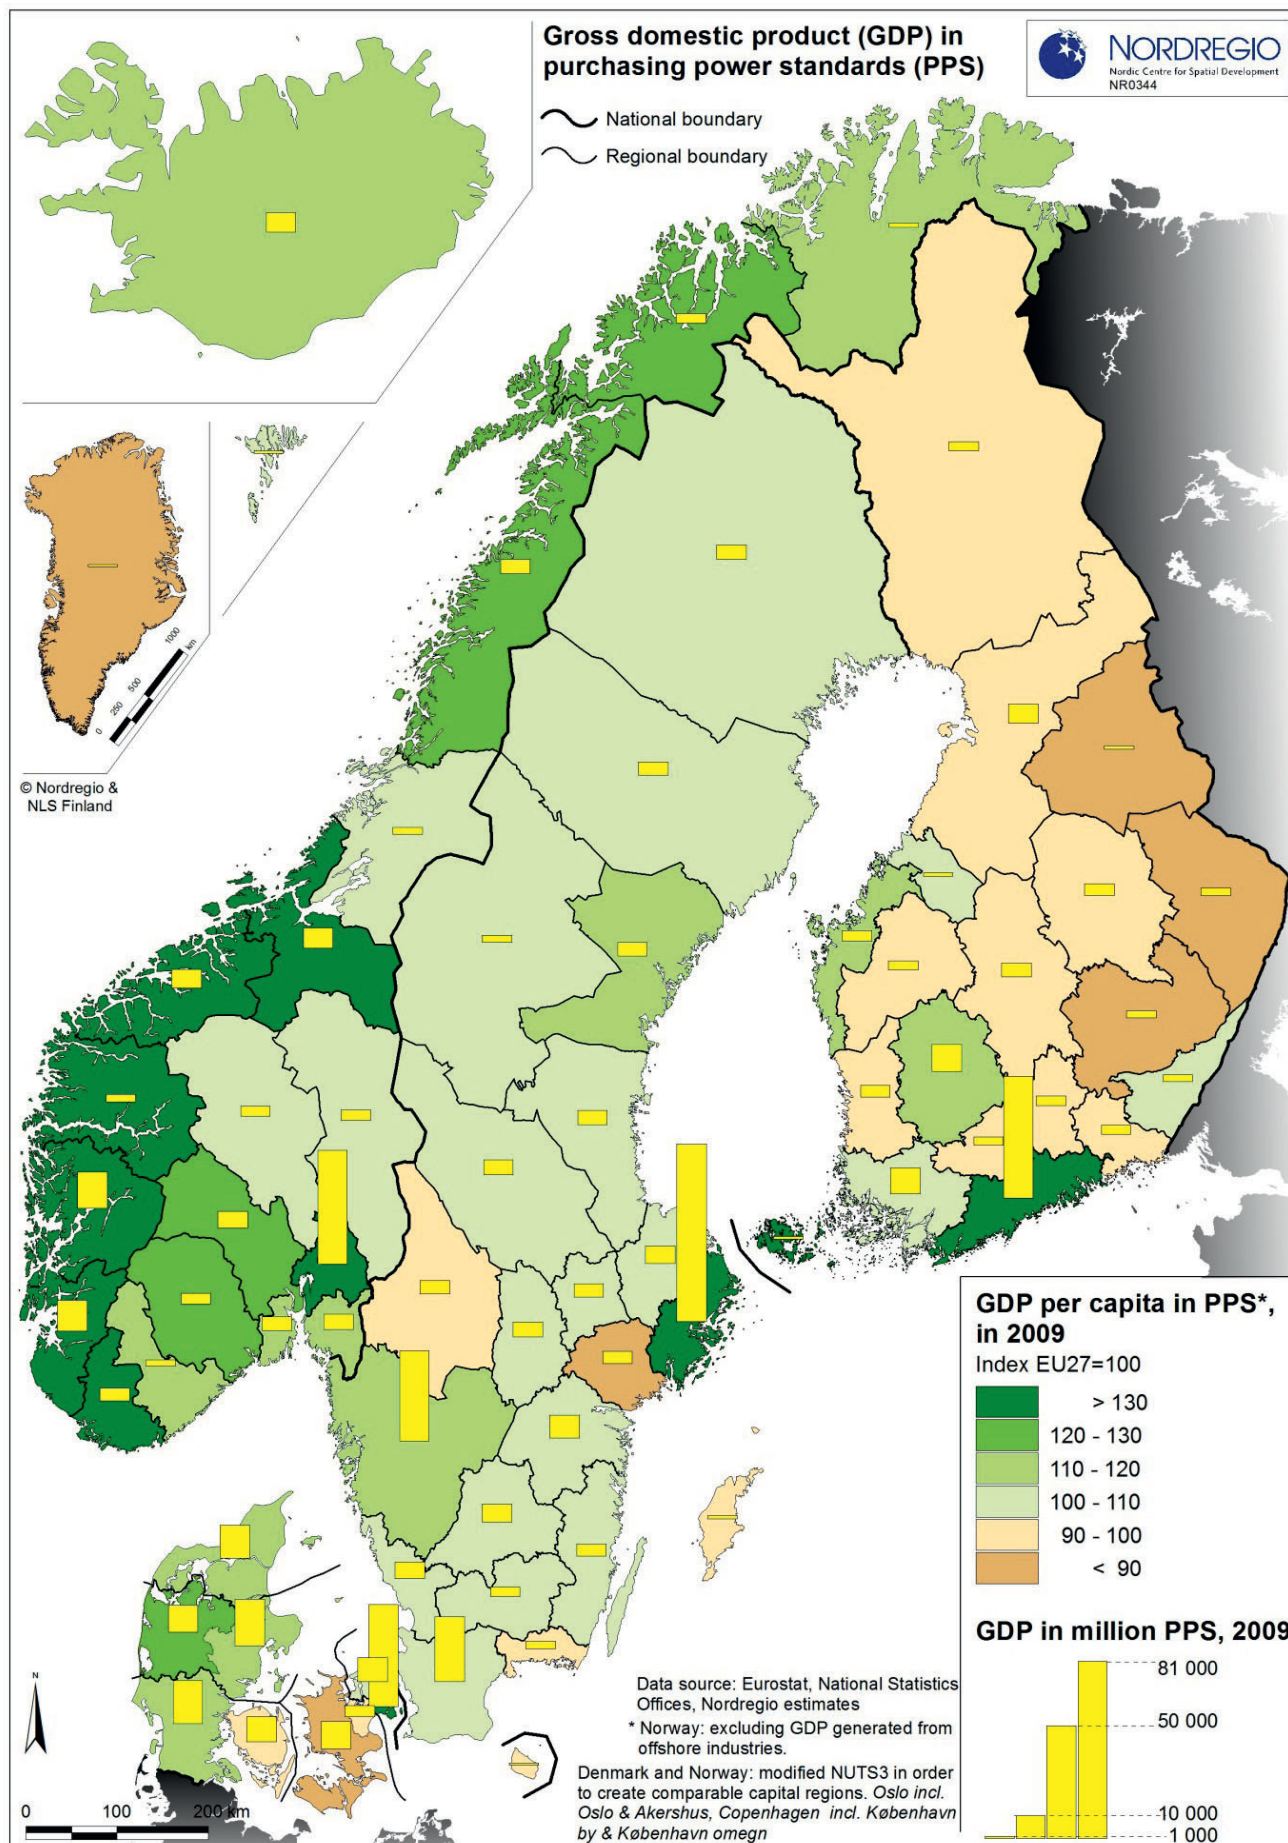 Gross domestic product (GDP) in
purchasing power standards (PPS)
National boundary
Regional boundary
NORDREGIO
Nordic Centre for Spatial Development
NR0344
0 250 500 1000
km
© Nordregio &
NLS Finland
GDP per capita in PPS*,
in 2009
Index EU27=100
> 130
120 - 130
110 - 120
100 - 110
90 - 100
< 90
GDP in million PPS, 2009
81 000
50 000
10 000
1 000
Data source: Eurostat, National Statistics
Offices, Nordregio estimates
* Norway: excluding GDP generated from
offshore industries.
Denmark and Norway: modified NUTS3 in order
to create comparable capital regions. Oslo incl.
Oslo & Akershus, Copenhagen incl. København
by & København omegn
N
0 100 200 km